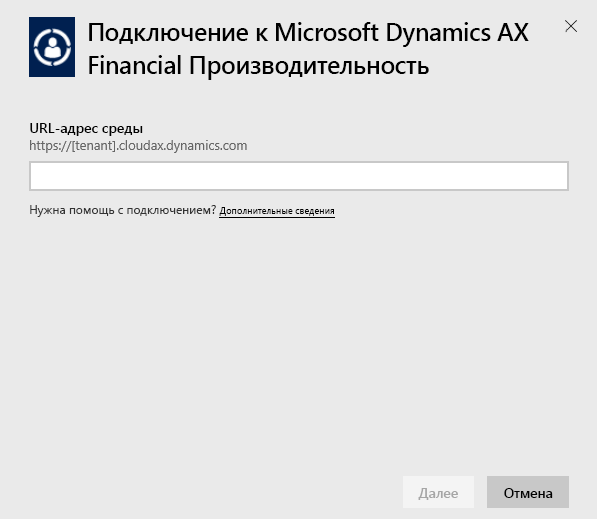 Подключение к Microsoft Dynamics AX
Financial Производительность
URL-адрес среды
https://[tenant].cloudax.dynamics.com
Нужна помощь с подключением? Дополнительные сведения
Далее
Отмена